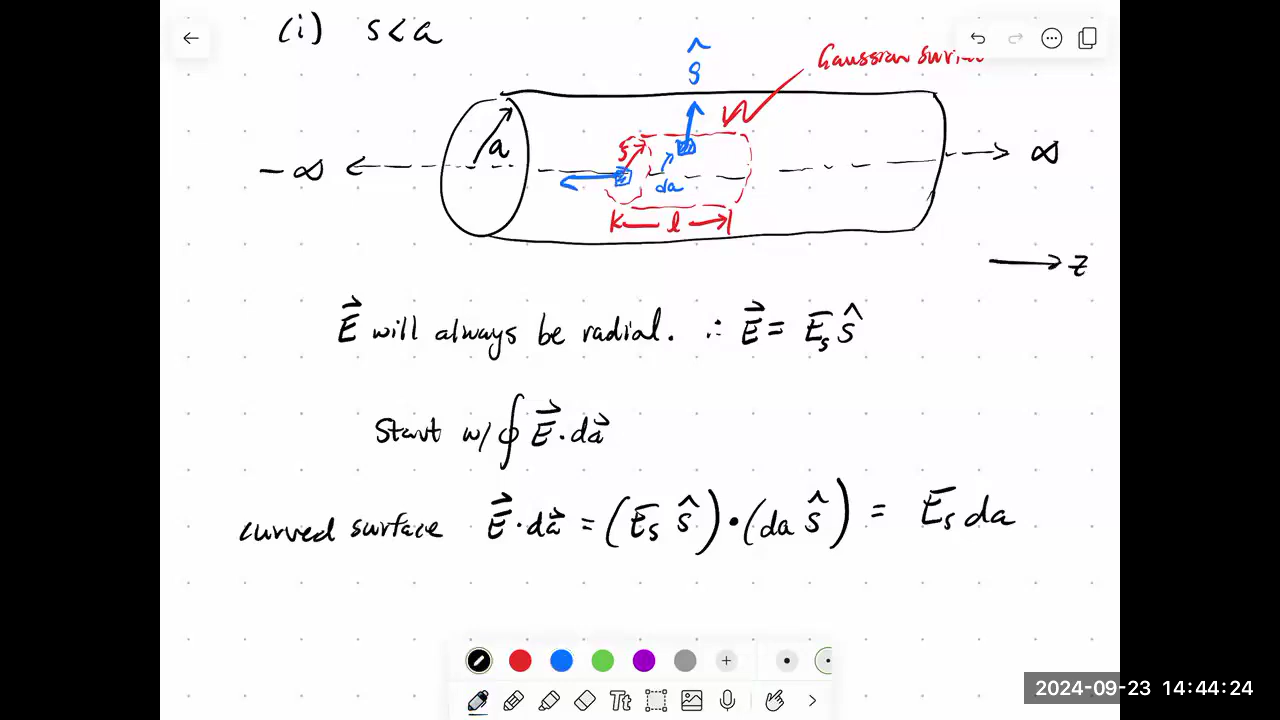 (i) s < a
Gaussian
ŝ
a
s
da
-∞
∞
l
z
E⃗ will always be radial. ∴ E⃗ = Eₛ ŝ
Start w/ ∮ E⃗ · da⃗
curved surface E⃗ · da⃗ = (Eₛ ŝ) · (da ŝ) = Eₛ da
Tt
2024-09-23 14:44:24